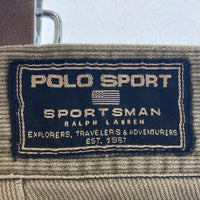 POLO SPORT
SPORTSMAN
RALPH LAUREN
EXPLORERS, TRAVELERS & ADVENTURERS
EST. 1967